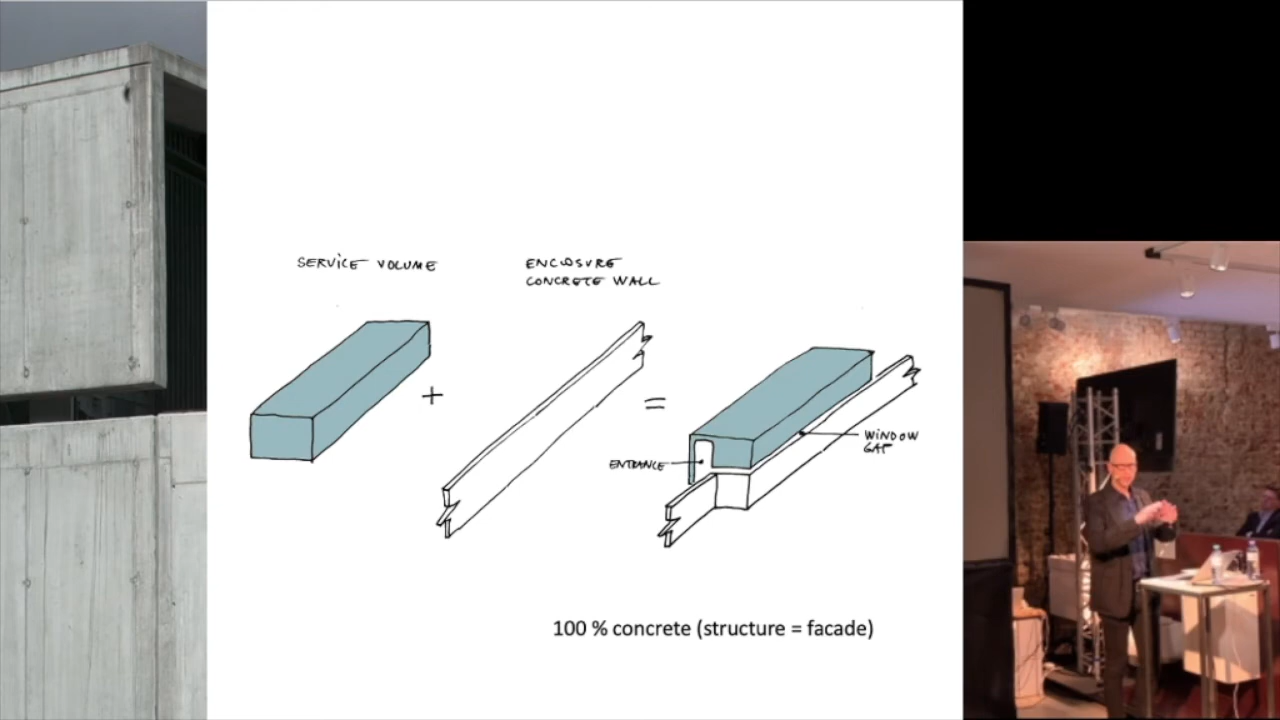 SERVICE VOLUME
ENCLOSURE
CONCRETE WALL
+
=
ENTRANCE
WINDOW
GAP
100 % concrete (structure = facade)